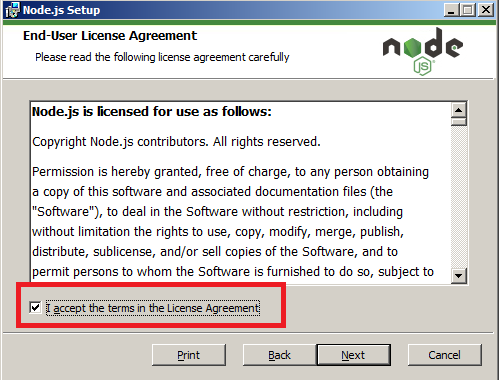 Node.js Setup
End-User License Agreement
Please read the following license agreement carefully
node
JS
Node.js is licensed for use as follows:
Copyright Node.js contributors. All rights reserved.
Permission is hereby granted, free of charge, to any person obtaining
a copy of this software and associated documentation files (the
"Software"), to deal in the Software without restriction, including
without limitation the rights to use, copy, modify, merge, publish,
distribute, sublicense, and/or sell copies of the Software, and to
permit persons to whom the Software is furnished to do so, subject to
I accept the terms in the License Agreement
Print Back Next Cancel